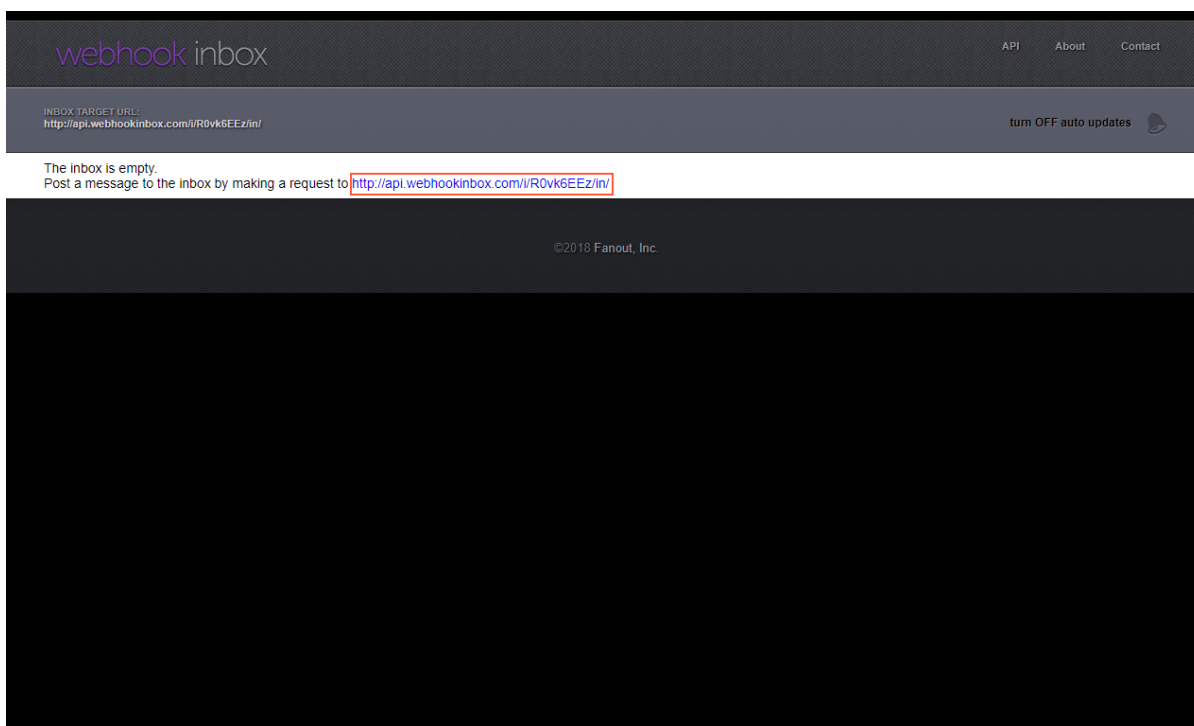 webhook inbox
API About Contact
INBOX TARGET URL:
http://api.webhookinbox.com/i/R0vk6EEz/in/
turn OFF auto updates
The inbox is empty.
Post a message to the inbox by making a request to http://api.webhookinbox.com/i/R0vk6EEz/in/
©2018 Fanout, Inc.